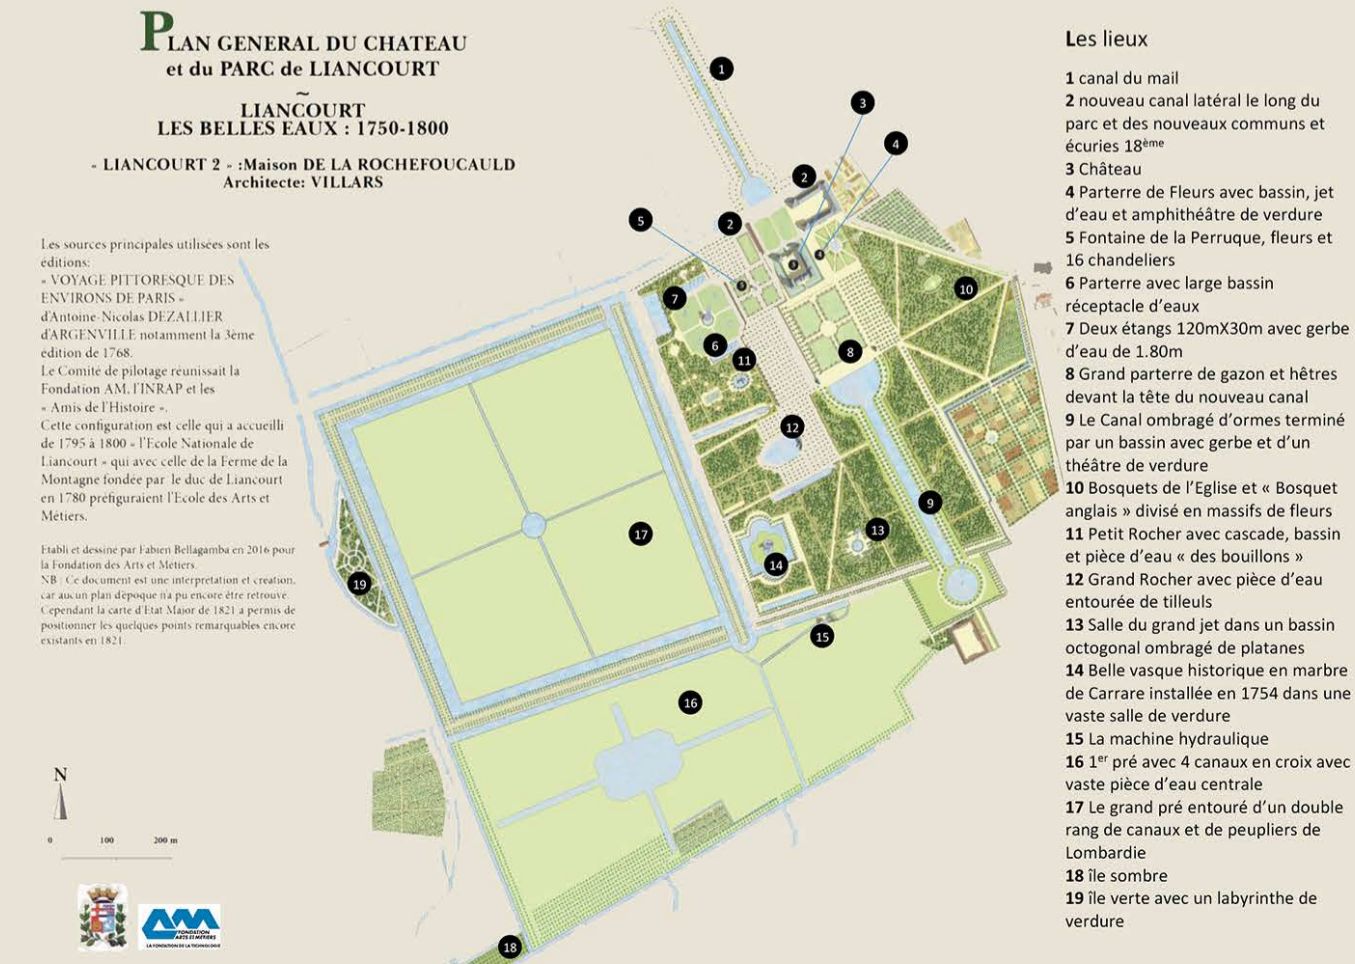 PLAN GENERAL DU CHATEAU
et du PARC de LIANCOURT
~
LIANCOURT
LES BELLES EAUX : 1750-1800
« LIANCOURT 2 » :Maison DE LA ROCHEFOUCAULD
Architecte: VILLARS
Les sources principales utilisées sont les
éditions:
« VOYAGE PITTORESQUE DES
ENVIRONS DE PARIS »
d'Antoine-Nicolas DEZALLIER
d'ARGENVILLE notamment la 3ème
édition de 1768.
Le Comité de pilotage réunissait la
Fondation AM, l'INRAP et les
« Amis de l'Histoire ».
Cette configuration est celle qui a accueilli
de 1795 à 1800 « l'Ecole Nationale de
Liancourt » qui avec celle de la Ferme de la
Montagne fondée par le duc de Liancourt
en 1780 préfiguraient l'Ecole des Arts et
Métiers.
Etabli et dessiné par Fabien Bellagamba en 2016 pour
la Fondation des Arts et Métiers.
NB : Ce document est une interprétation et création,
car aucun plan d'époque n'a pu encore être retrouvé.
Cependant la carte d'Etat Major de 1821 a permis de
positionner les quelques points remarquables encore
existants en 1821.
N
0 100 200 m
AM
FONDATION
ARTS ET METIERS
LA FONDATION DE LA TECHNOLOGIE
1
3
4
2
2
5
3
4
5
10
7
6
11
8
12
9
17
13
14
19
15
16
18
Les lieux
1 canal du mail
2 nouveau canal latéral le long du
parc et des nouveaux communs et
écuries 18ème
3 Château
4 Parterre de Fleurs avec bassin, jet
d'eau et amphithéâtre de verdure
5 Fontaine de la Perruque, fleurs et
16 chandeliers
6 Parterre avec large bassin
réceptacle d'eaux
7 Deux étangs 120mX30m avec gerbe
d'eau de 1.80m
8 Grand parterre de gazon et hêtres
devant la tête du nouveau canal
9 Le Canal ombragé d'ormes terminé
par un bassin avec gerbe et d'un
théâtre de verdure
10 Bosquets de l'Eglise et « Bosquet
anglais » divisé en massifs de fleurs
11 Petit Rocher avec cascade, bassin
et pièce d'eau « des bouillons »
12 Grand Rocher avec pièce d'eau
entourée de tilleuls
13 Salle du grand jet dans un bassin
octogonal ombragé de platanes
14 Belle vasque historique en marbre
de Carrare installée en 1754 dans une
vaste salle de verdure
15 La machine hydraulique
16 1er pré avec 4 canaux en croix avec
vaste pièce d'eau centrale
17 Le grand pré entouré d'un double
rang de canaux et de peupliers de
Lombardie
18 île sombre
19 île verte avec un labyrinthe de
verdure